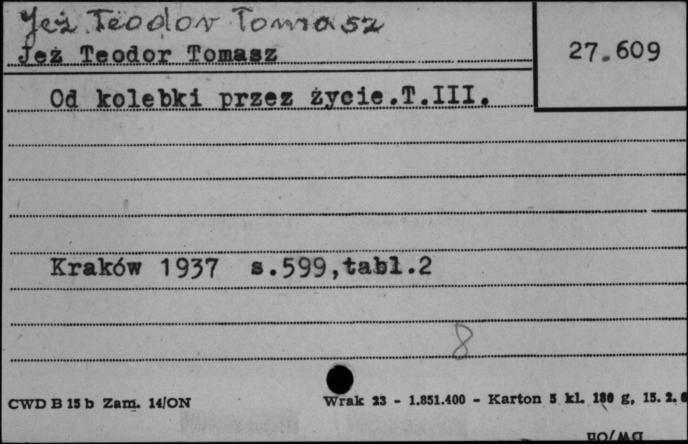 Jeż Teodor Tomasz
Jeż Teodor Tomasz
27.609
Od kolebki przez życie.T.III.
Kraków 1937 s.599,tabl.2
8
CWD B 15 b Zam. 14/ON
Wrak 23 - 1.851.400 - Karton 5 kl. 180 g, 15. 2. 6